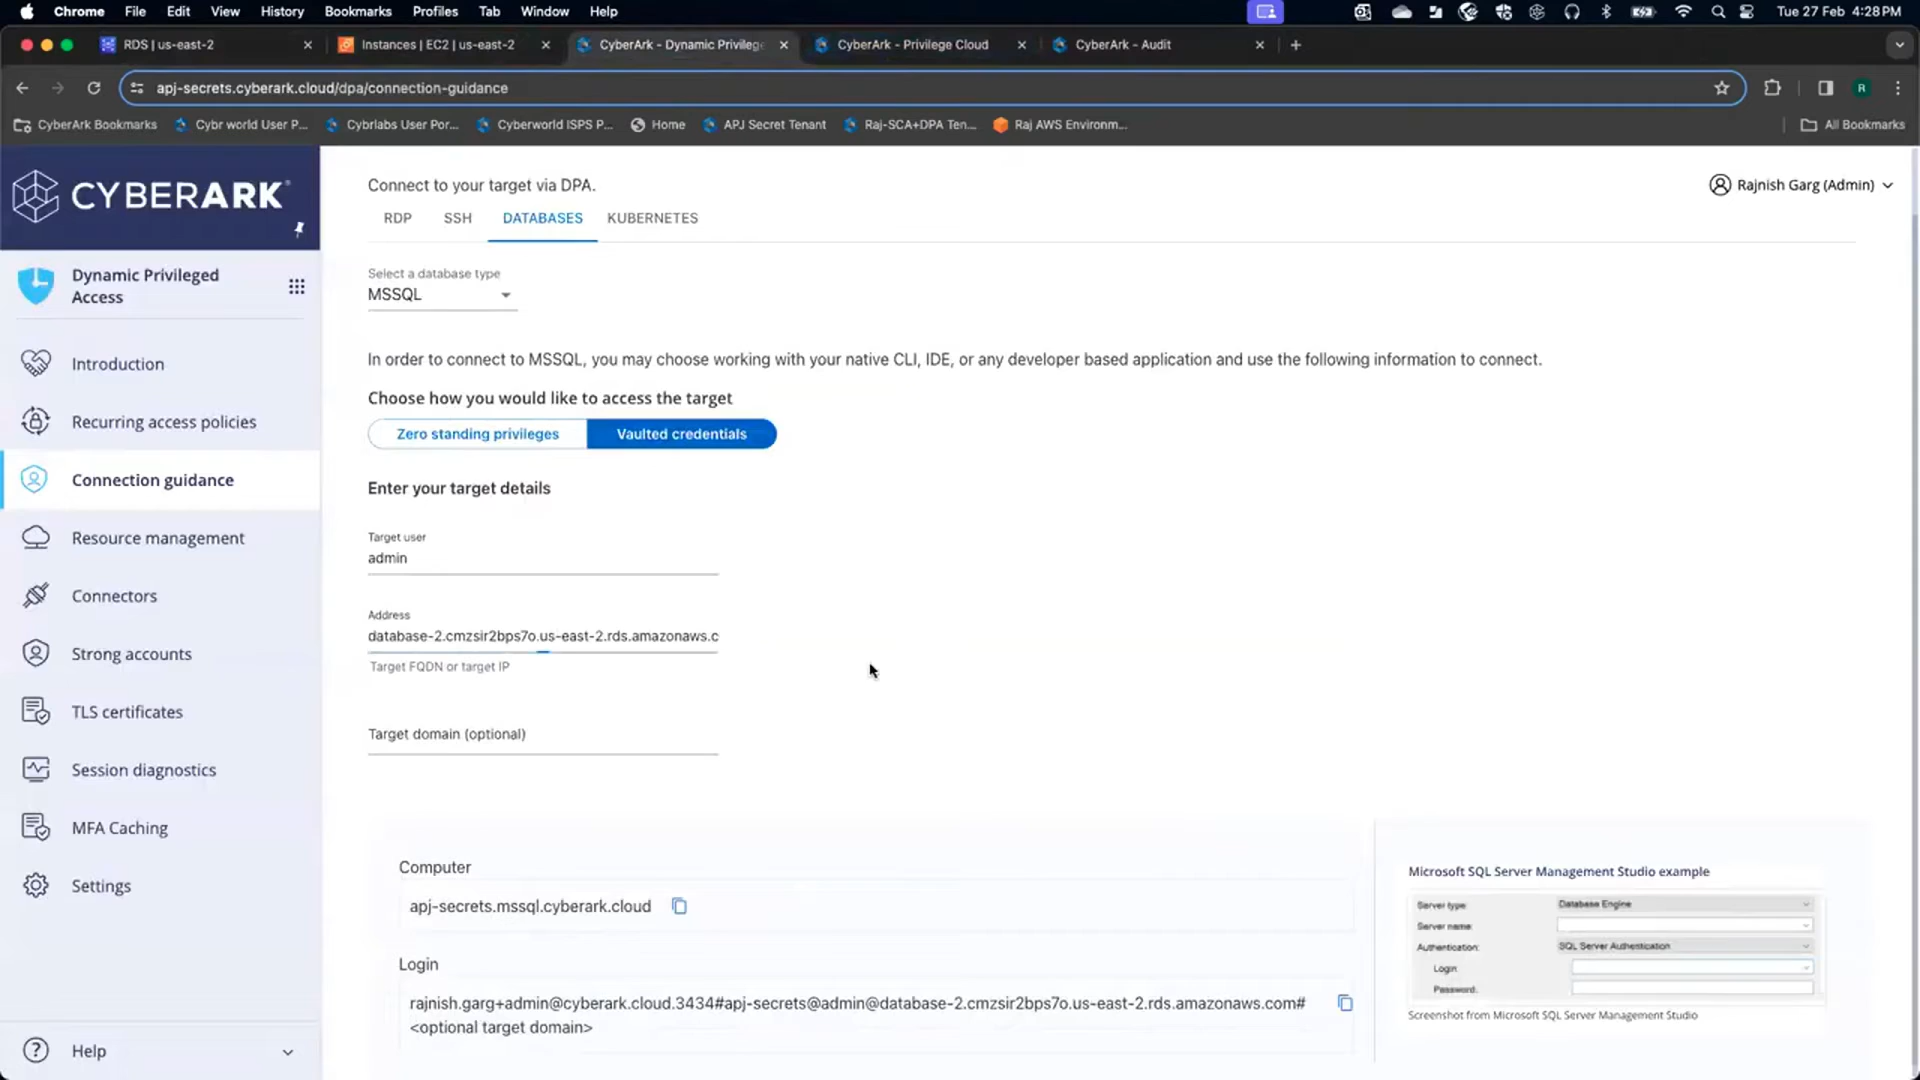 Chrome File Edit View History Bookmarks Profiles Tab Window Help Tue 27 Feb 4:28 PM
RDS | us-east-2 Instances | EC2 | us-east-2 CyberArk - Dynamic Privileg CyberArk - Privilege Cloud CyberArk - Audit
apj-secrets.cyberark.cloud/dpa/connection-guidance R
CyberArk Bookmarks Cybr world User P... Cybrlabs User Por... Cyberworld ISPS P... Home APJ Secret Tenant Raj-SCA+DPA Ten... Raj AWS Environm... All Bookmarks
CYBERARK®
Dynamic Privileged
Access
Introduction
Recurring access policies
Connection guidance
Resource management
Connectors
Strong accounts
TLS certificates
Session diagnostics
MFA Caching
Settings
Help
Connect to your target via DPA.
Rajnish Garg (Admin)
RDP SSH DATABASES KUBERNETES
Select a database type
MSSQL
In order to connect to MSSQL, you may choose working with your native CLI, IDE, or any developer based application and use the following information to connect.
Choose how you would like to access the target
Zero standing privileges Vaulted credentials
Enter your target details
Target user
admin
Address
database-2.cmzsir2bps7o.us-east-2.rds.amazonaws.c
Target FQDN or target IP
Target domain (optional)
Computer
apj-secrets.mssql.cyberark.cloud
Login
rajnish.garg+admin@cyberark.cloud.3434#apj-secrets@admin@database-2.cmzsir2bps7o.us-east-2.rds.amazonaws.com#
<optional target domain>
Microsoft SQL Server Management Studio example
Server type: Database Engine
Server name:
Authentication: SQL Server Authentication
Login:
Password:
Screenshot from Microsoft SQL Server Management Studio